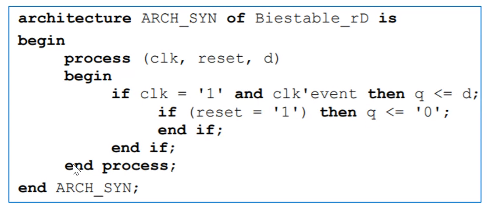 architecture ARCH_SYN of Biestable_rD is
begin
process (clk, reset, d)
begin
if clk = '1' and clk'event then q <= d;
if (reset = '1') then q <= '0';
end if;
end if;
end process;
end ARCH_SYN;